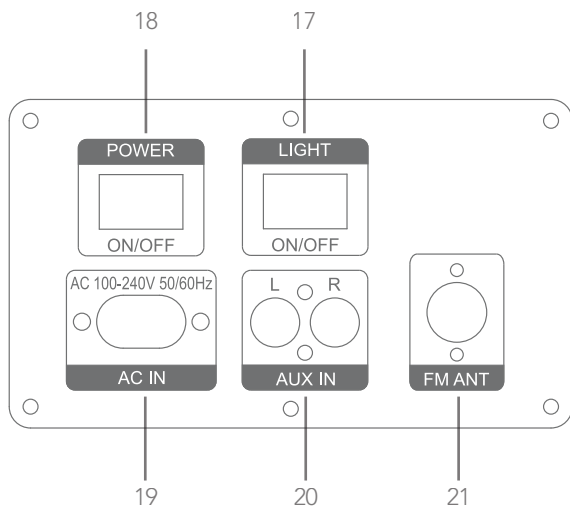 18 17
POWER LIGHT
ON/OFF ON/OFF
AC 100-240V 50/60Hz L R
AC IN AUX IN FM ANT
19 20 21